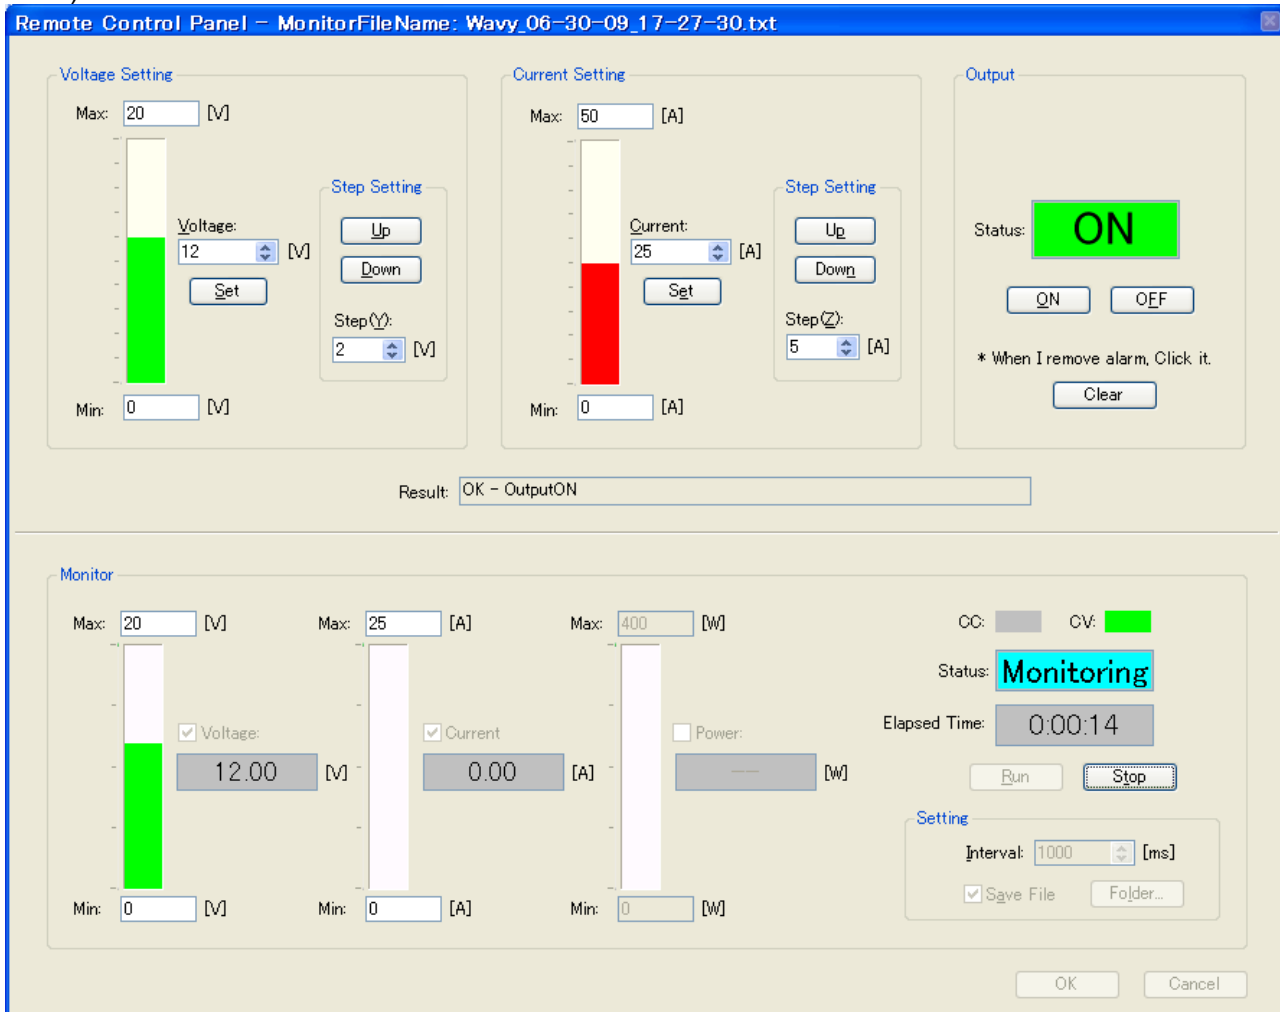 Remote Control Panel - MonitorFileName: Wavy_06-30-09_17-27-30.txt
Voltage Setting
Max: 20 [V]
Voltage:
12 [V]
Set
Step Setting
Up
Down
Step(Y):
2 [V]
Min: 0 [V]
Current Setting
Max: 50 [A]
Current:
25 [A]
Set
Step Setting
Up
Down
Step(Z):
5 [A]
Min: 0 [A]
Output
Status: ON
ON OFF
* When I remove alarm, Click it.
Clear
Result: OK - OutputON
Monitor
Max: 20 [V]
Voltage:
12.00 [V]
Min: 0 [V]
Max: 25 [A]
Current
0.00 [A]
Min: 0 [A]
Max: 400 [W]
Power:
--- [W]
Min: 0 [W]
CC: CV:
Status: Monitoring
Elapsed Time: 0:00:14
Run Stop
Setting
Interval: 1000 [ms]
Save File Folder...
OK Cancel